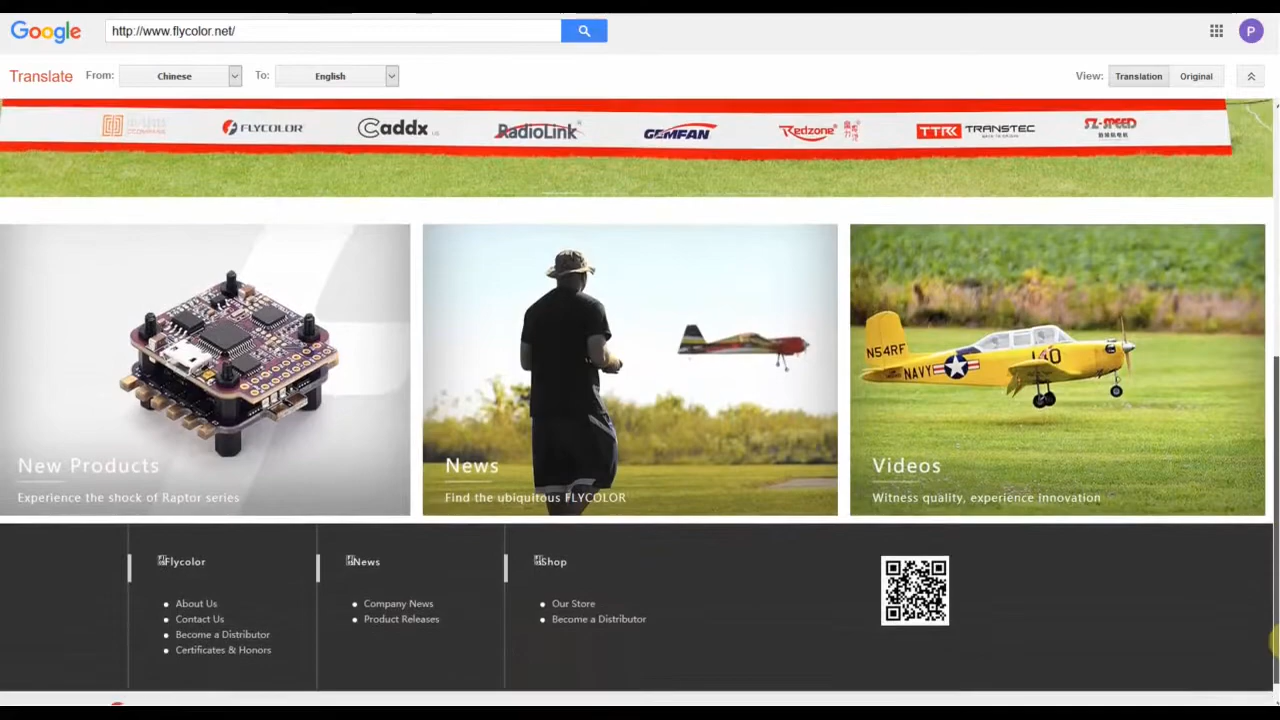 Google
http://www.flycolor.net/
P
Translate From: Chinese To: English View: Translation Original
FLYCOLOR Caddx US RadioLink GEMFAN Redzone TTRK TRANSTEC SZ-SPEED
N54RF
NAVY
New Products
Experience the shock of Raptor series
News
Find the ubiquitous FLYCOLOR
Videos
Witness quality, experience innovation
Flycolor
About Us
Contact Us
Become a Distributor
Certificates & Honors
News
Company News
Product Releases
Shop
Our Store
Become a Distributor